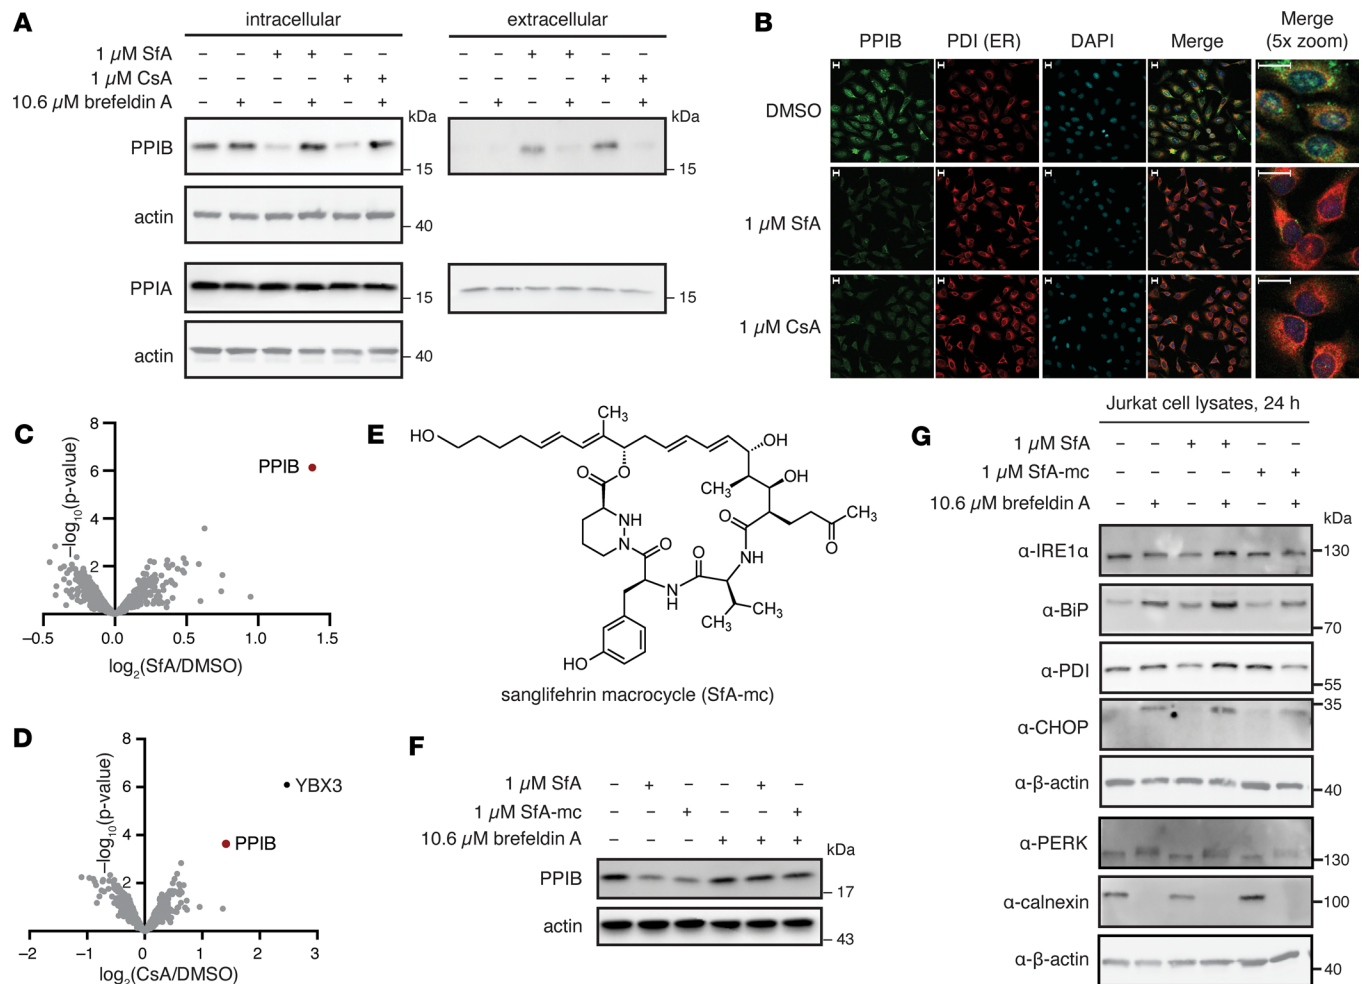 A
intracellular
extracellular
1 µM SfA – – + + – – – – + + – –
1 µM CsA – – – – + + – – – – + +
10.6 µM brefeldin A – + – + – + – + – + – +
kDa
kDa
PPIB
15
15
actin
40
PPIA
15
15
actin
40
B
PPIB PDI (ER) DAPI Merge Merge
(5x zoom)
DMSO
1 µM SfA
1 µM CsA
C
–log10(p-value)
8
6
4
2
PPIB
–0.5 0.0 0.5 1.0 1.5
log2(SfA/DMSO)
D
–log10(p-value)
8
6
4
2
YBX3
PPIB
–2 –1 0 1 2 3
log2(CsA/DMSO)
E
HO
CH3
OH
O
O
CH3
OH
NH
N
O
O
CH3
O
O
NH
N
H
CH3
CH3
HO
sanglifehrin macrocycle (SfA-mc)
F
1 µM SfA – + – – + –
1 µM SfA-mc – – + – – +
10.6 µM brefeldin A – – – + + +
kDa
PPIB
17
actin
43
G
Jurkat cell lysates, 24 h
1 µM SfA – – + + – –
1 µM SfA-mc – – – – + +
10.6 µM brefeldin A – + – + – +
kDa
α-IRE1α
130
α-BiP
70
α-PDI
55
35
α-CHOP
α-β-actin
40
α-PERK
130
α-calnexin
100
α-β-actin
40